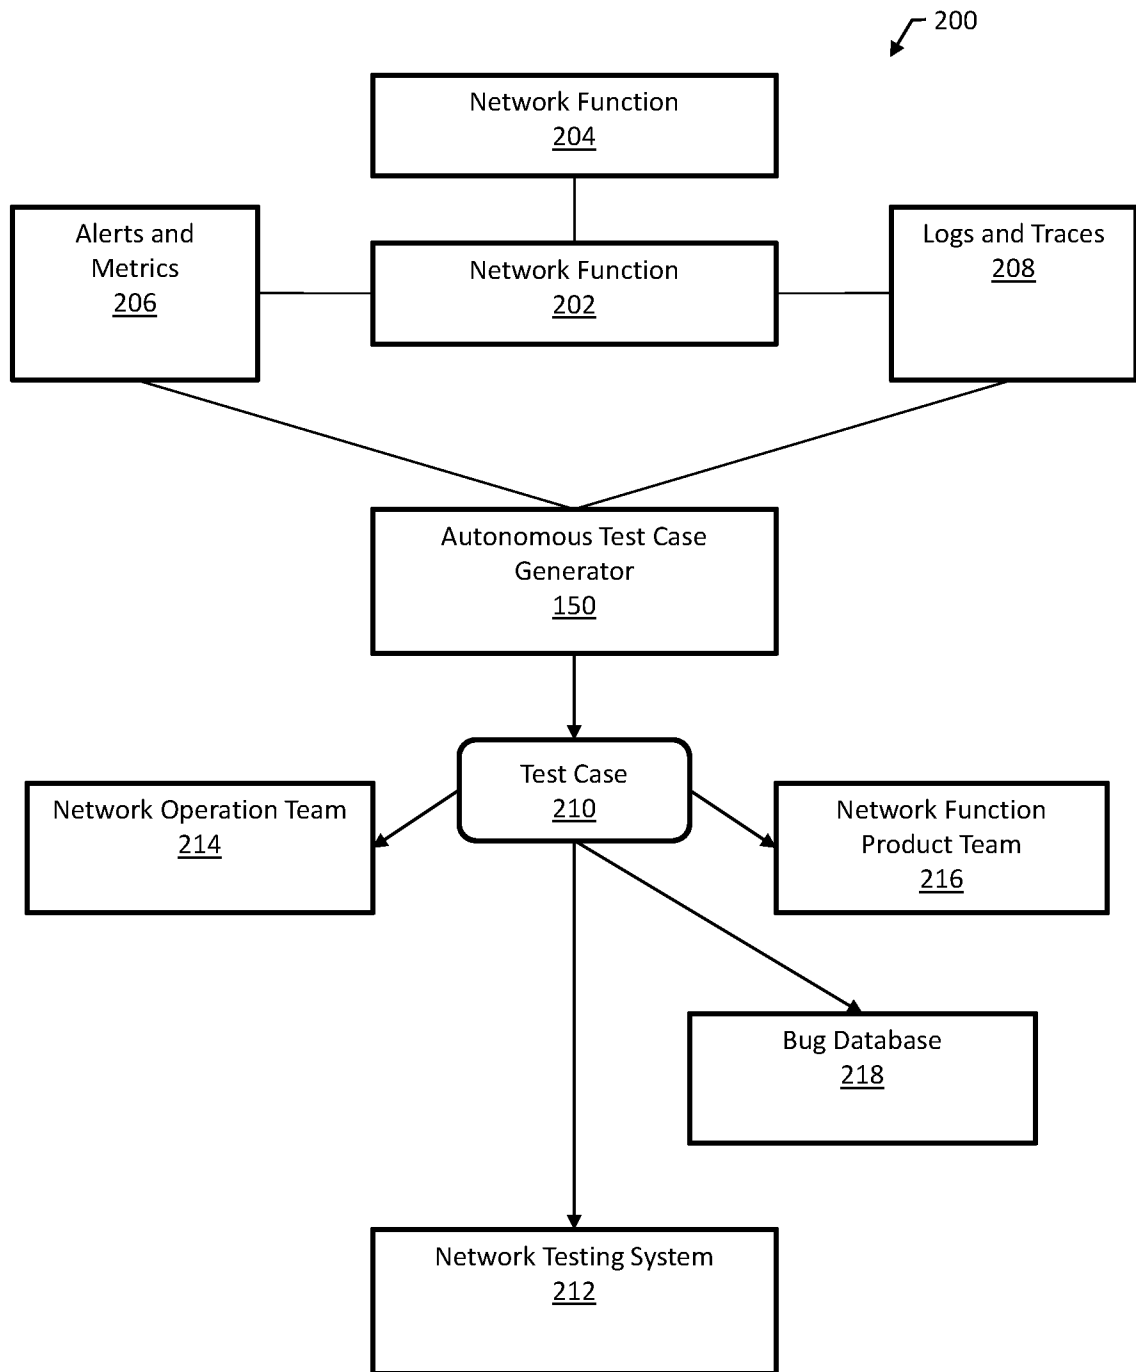 200
Network Function
204
Alerts and
Metrics
206
Network Function
202
Logs and Traces
208
Autonomous Test Case
Generator
150
Test Case
210
Network Operation Team
214
Network Function
Product Team
216
Bug Database
218
Network Testing System
212